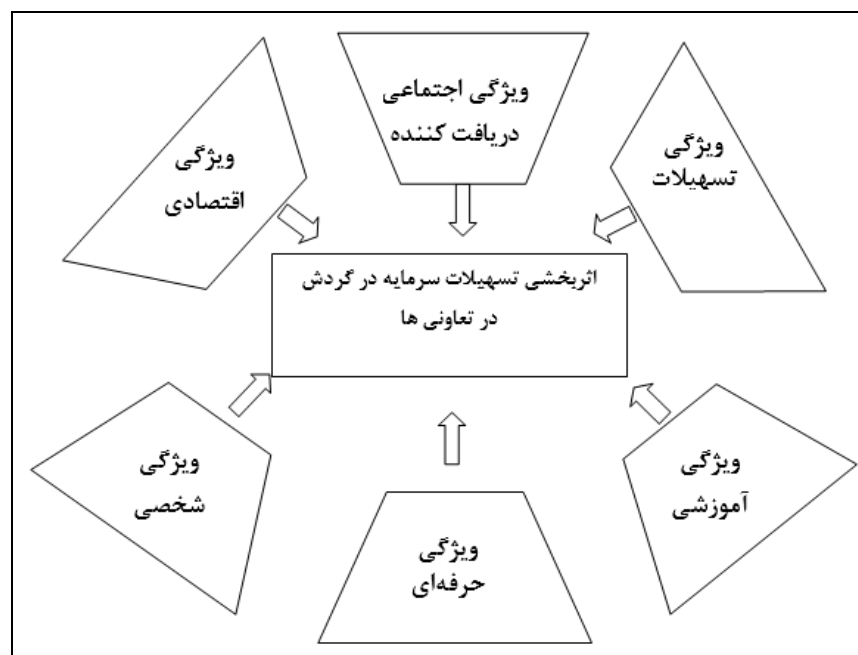 ویژگی اجتماعی
دریافت کننده
ویژگی
تسهیلات
ویژگی
اقتصادی
اثربخشی تسهیلات سرمایه در گردش
در تعاونی ها
ویژگی
آموزشی
ویژگی
شخصی
ویژگی
حرفه‌ای